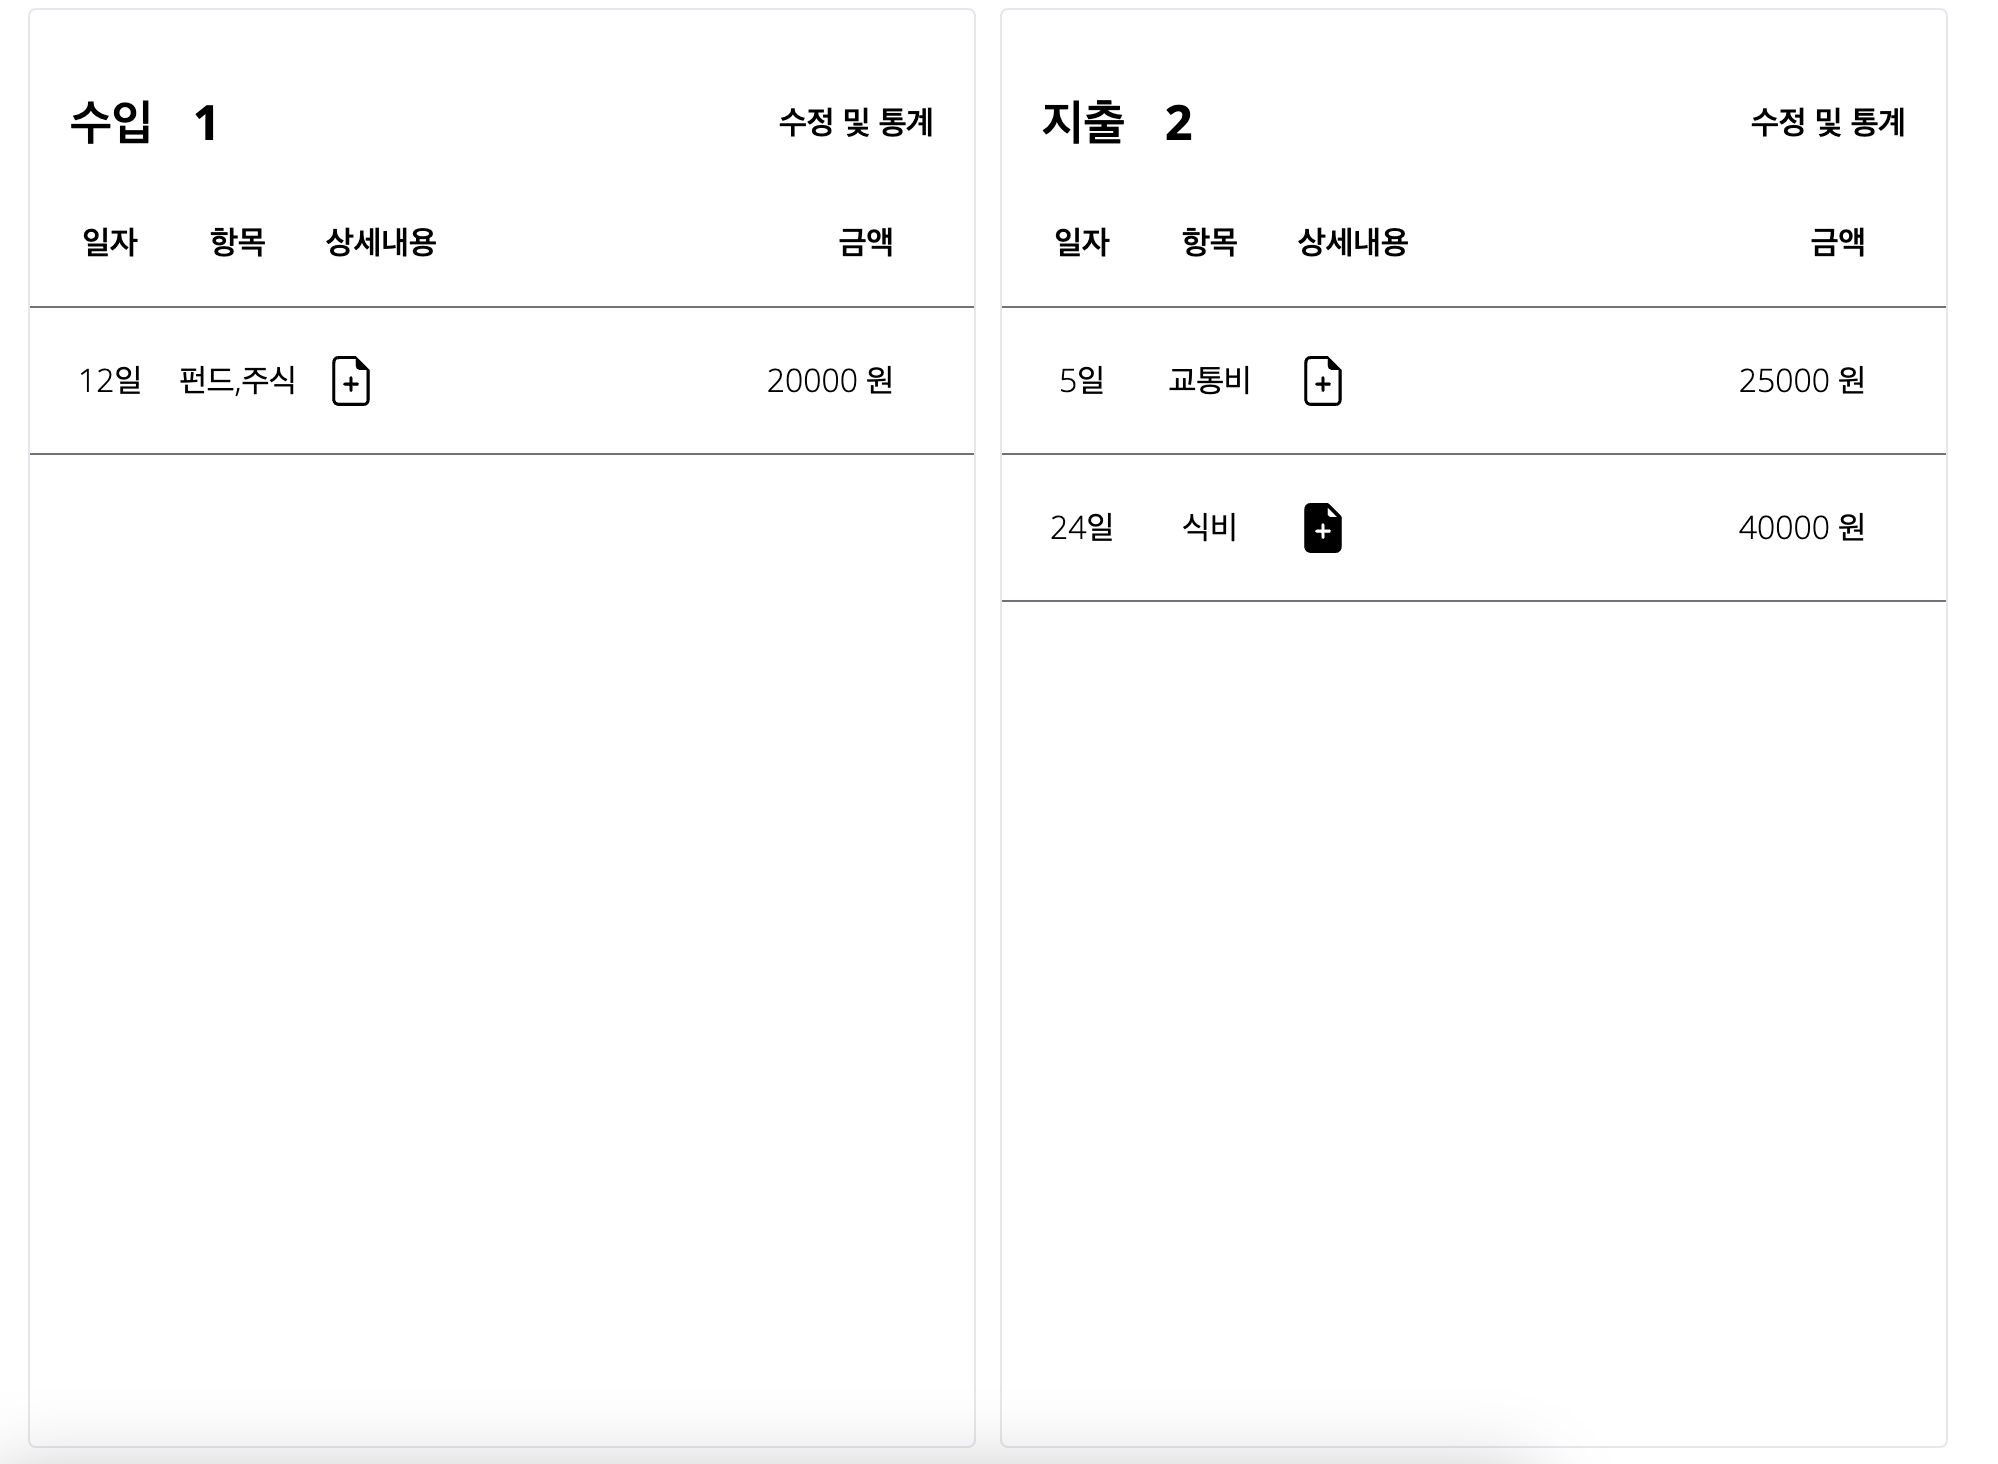 수입 1 수정 및 통계
일자 항목 상세내용 금액
12일 펀드,주식 20000 원
지출 2 수정 및 통계
일자 항목 상세내용 금액
5일 교통비 25000 원
24일 식비 40000 원